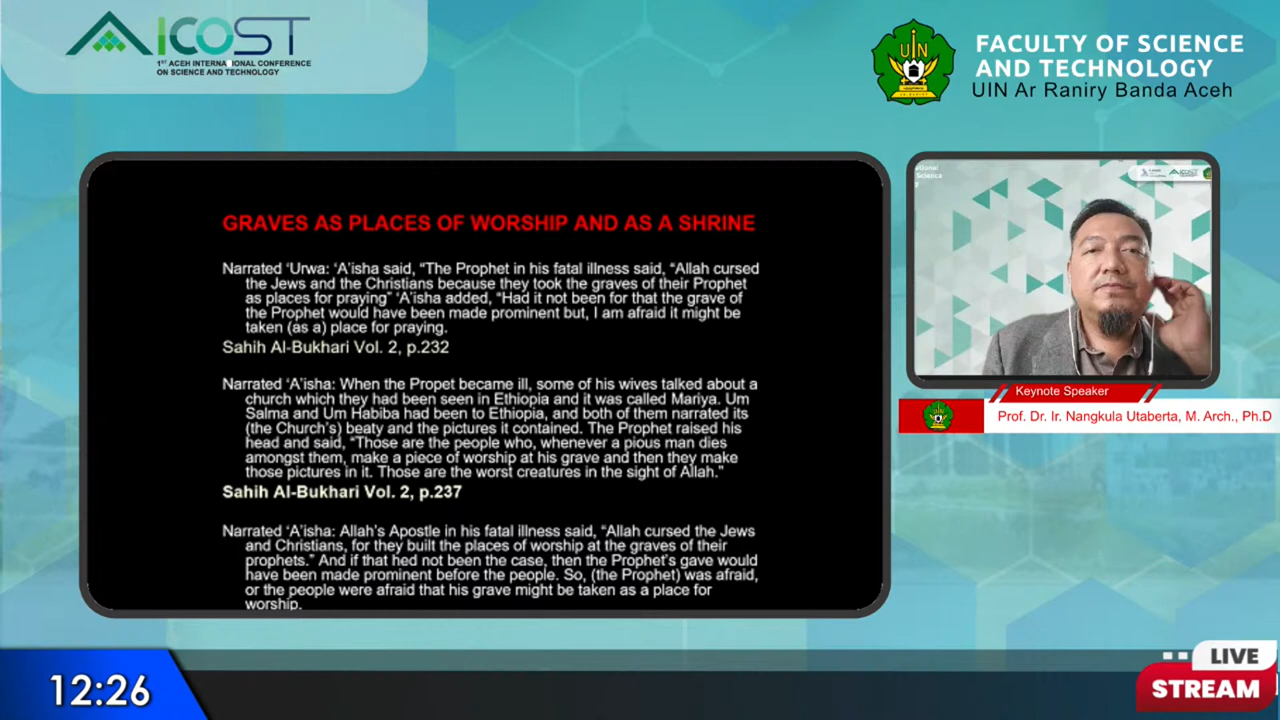 AICOST
1ST ACEH INTERNATIONAL CONFERENCE
ON SCIENCE AND TECHNOLOGY
UIN
FACULTY OF SCIENCE
AND TECHNOLOGY
UIN Ar Raniry Banda Aceh
GRAVES AS PLACES OF WORSHIP AND AS A SHRINE
Narrated ‘Urwa: ‘A’isha said, “The Prophet in his fatal illness said, “Allah cursed
the Jews and the Christians because they took the graves of their Prophet
as places for praying” ‘A’isha added, “Had it not been for that the grave of
the Prophet would have been made prominent but, I am afraid it might be
taken (as a) place for praying.
Sahih Al-Bukhari Vol. 2, p.232
Narrated ‘A’isha: When the Propet became ill, some of his wives talked about a
church which they had been seen in Ethiopia and it was called Mariya. Um
Salma and Um Habiba had been to Ethiopia, and both of them narrated its
(the Church’s) beaty and the pictures it contained. The Prophet raised his
head and said, “Those are the people who, whenever a pious man dies
amongst them, make a piece of worship at his grave and then they make
those pictures in it. Those are the worst creatures in the sight of Allah.”
Sahih Al-Bukhari Vol. 2, p.237
Narrated ‘A’isha: Allah’s Apostle in his fatal illness said, “Allah cursed the Jews
and Christians, for they built the places of worship at the graves of their
prophets.” And if that hed not been the case, then the Prophet’s gave would
have been made prominent before the people. So, (the Prophet) was afraid,
or the people were afraid that his grave might be taken as a place for
worship.
ational
Science
y
AICOST
Keynote Speaker
Prof. Dr. Ir. Nangkula Utaberta, M. Arch., Ph.D
12:26
LIVE
STREAM